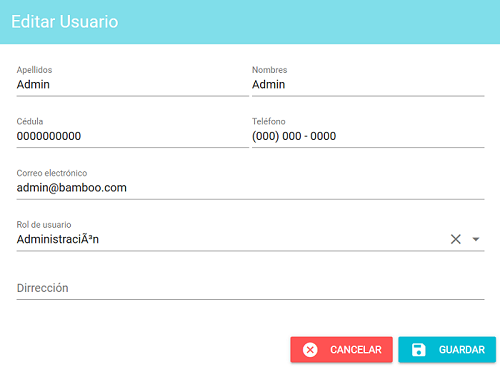 Editar Usuario
Apellidos
Nombres
Admin
Admin
Cédula
Teléfono
0000000000
(000) 000 - 0000
Correo electrónico
admin@bamboo.com
Rol de usuario
AdministraciÃ³n
Dirrección
CANCELAR
GUARDAR